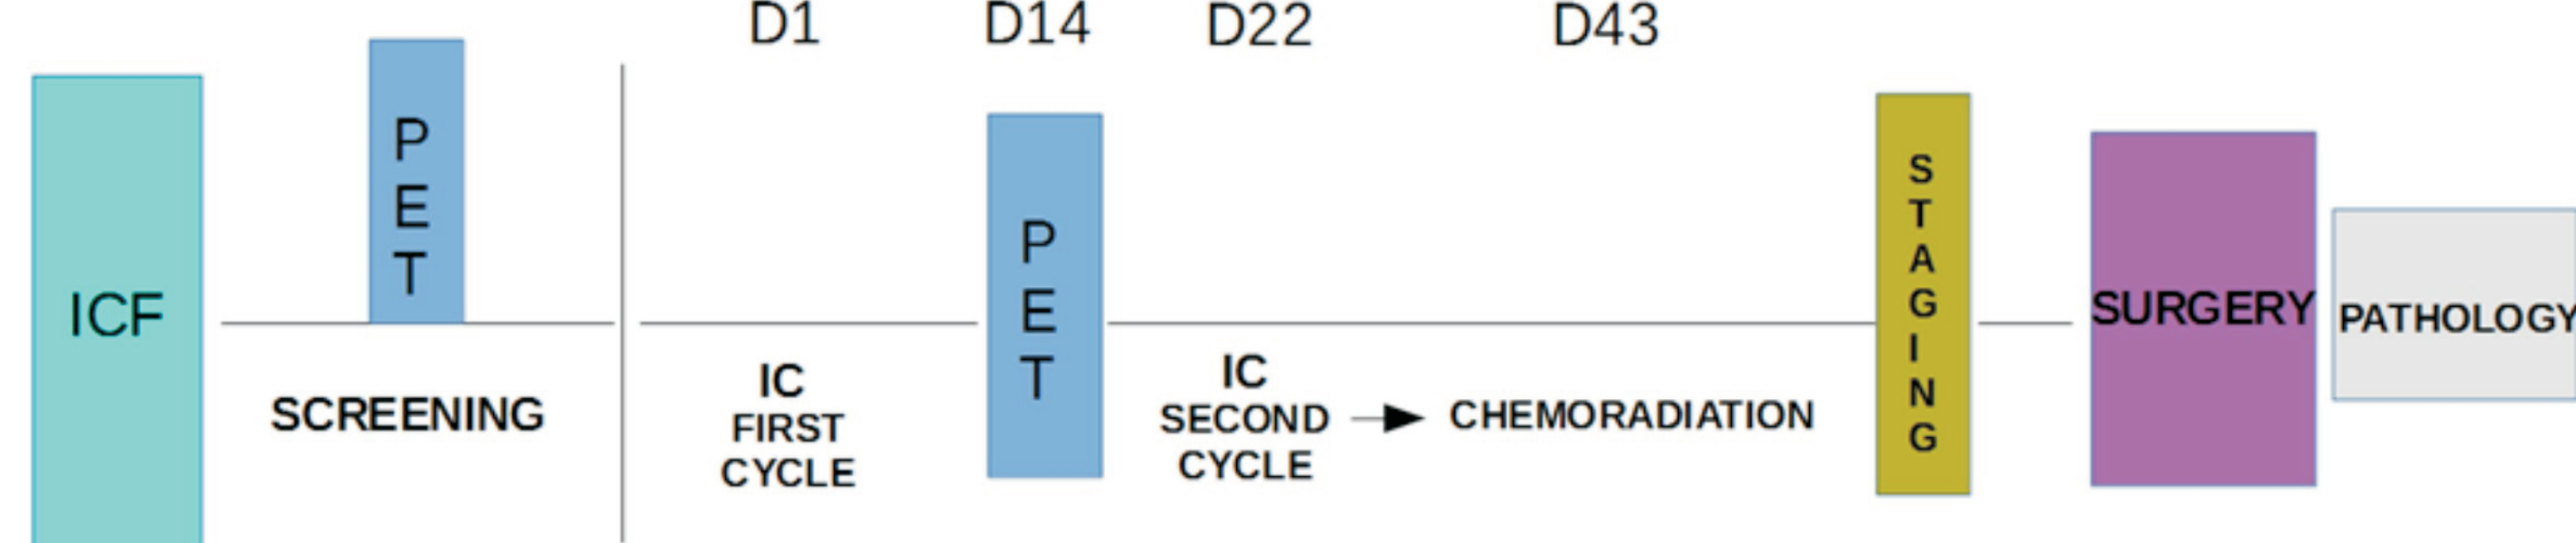 D1 D14 D22 D43
ICF
PET
SCREENING
IC
FIRST
CYCLE
PET
IC
SECOND
CYCLE
CHEMORADIATION
STAGING
SURGERY
PATHOLOGY